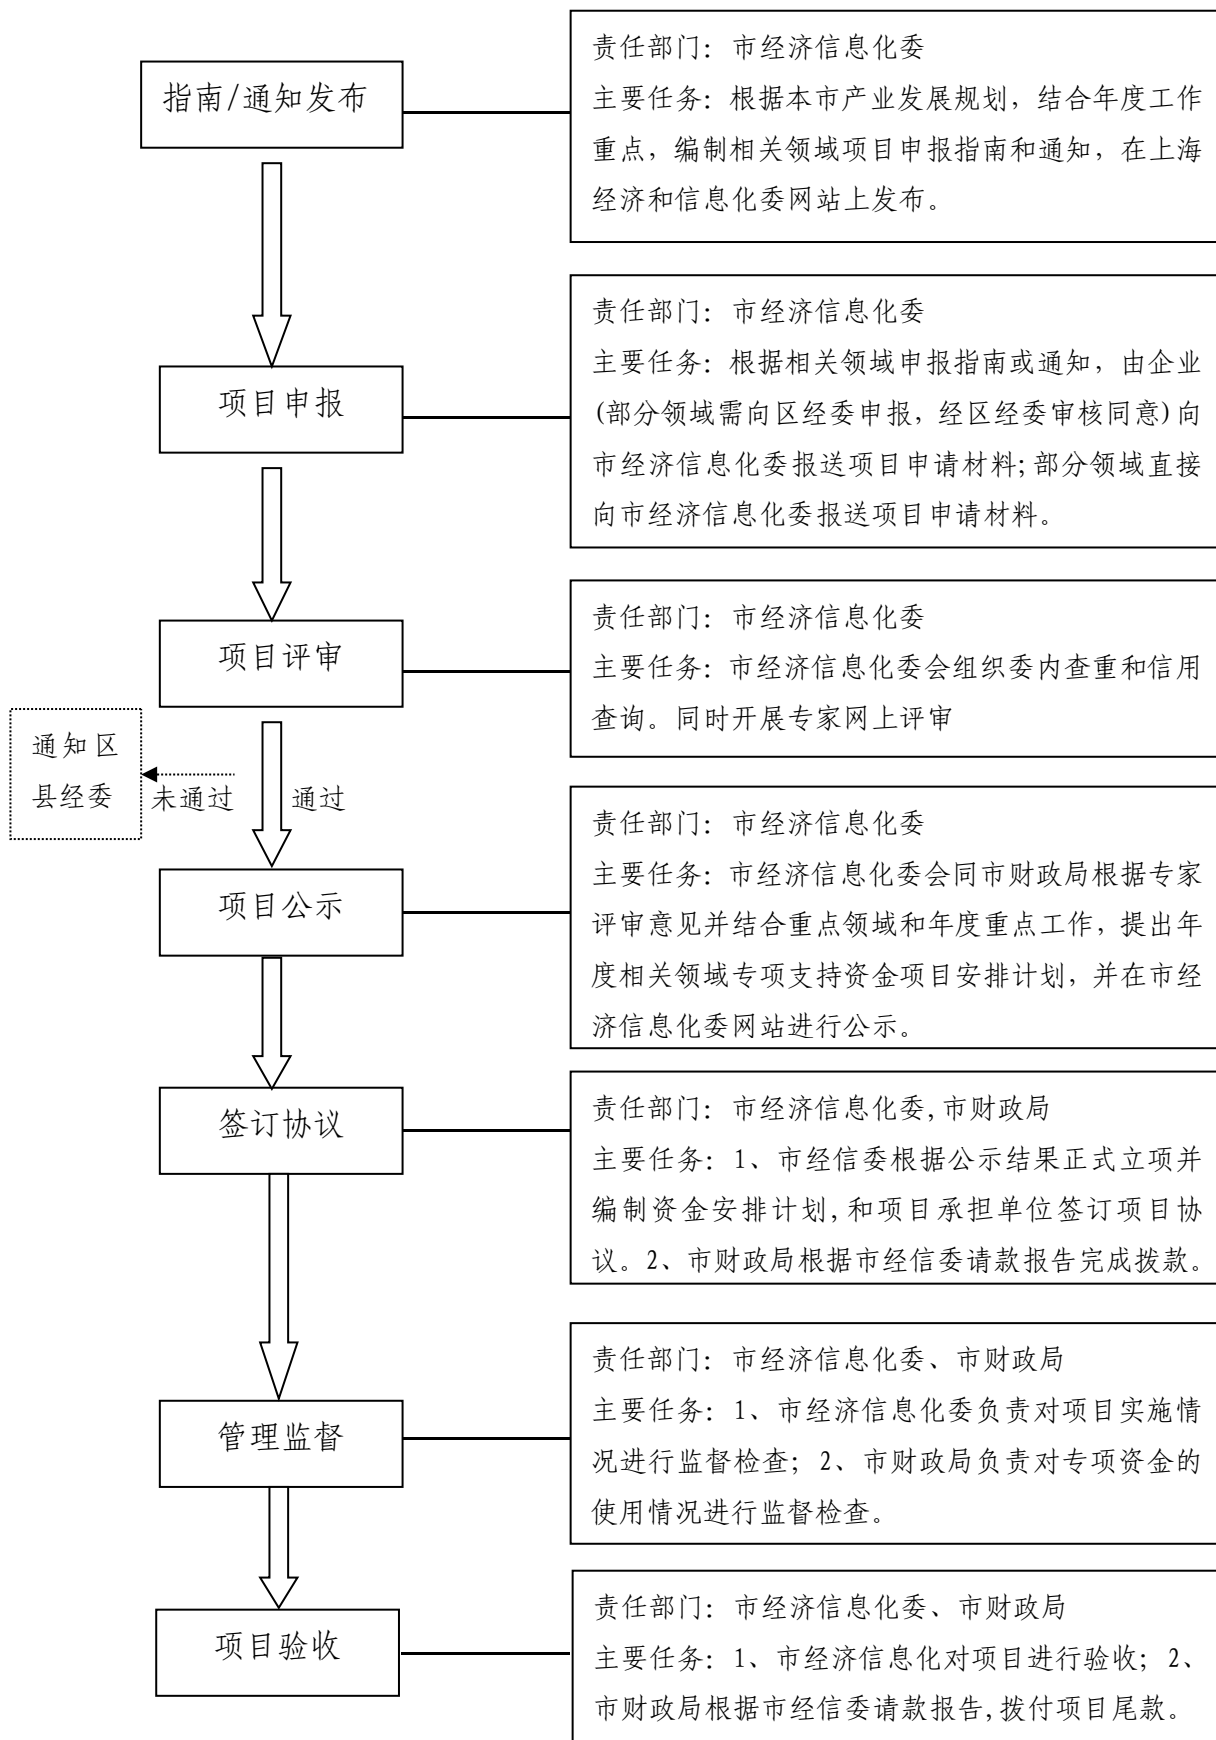 指南/通知发布
责任部门：市经济信息化委
主要任务：根据本市产业发展规划，结合年度工作
重点，编制相关领域项目申报指南和通知，在上海
经济和信息化委网站上发布。
项目申报
责任部门：市经济信息化委
主要任务：根据相关领域申报指南或通知，由企业
(部分领域需向区经委申报，经区经委审核同意)向
市经济信息化委报送项目申请材料;部分领域直接
向市经济信息化委报送项目申请材料。
项目评审
责任部门：市经济信息化委
主要任务：市经济信息化委会组织委内查重和信用
查询。同时开展专家网上评审
通知区
县经委
未通过
通过
项目公示
责任部门：市经济信息化委
主要任务：市经济信息化委会同市财政局根据专家
评审意见并结合重点领域和年度重点工作，提出年
度相关领域专项支持资金项目安排计划，并在市经
济信息化委网站进行公示。
签订协议
责任部门：市经济信息化委,市财政局
主要任务：1、市经信委根据公示结果正式立项并
编制资金安排计划,和项目承担单位签订项目协
议。2、市财政局根据市经信委请款报告完成拨款。
管理监督
责任部门：市经济信息化委、市财政局
主要任务：1、市经济信息化委负责对项目实施情
况进行监督检查；2、市财政局负责对专项资金的
使用情况进行监督检查。
项目验收
责任部门：市经济信息化委、市财政局
主要任务：1、市经济信息化对项目进行验收；2、
市财政局根据市经信委请款报告,拨付项目尾款。